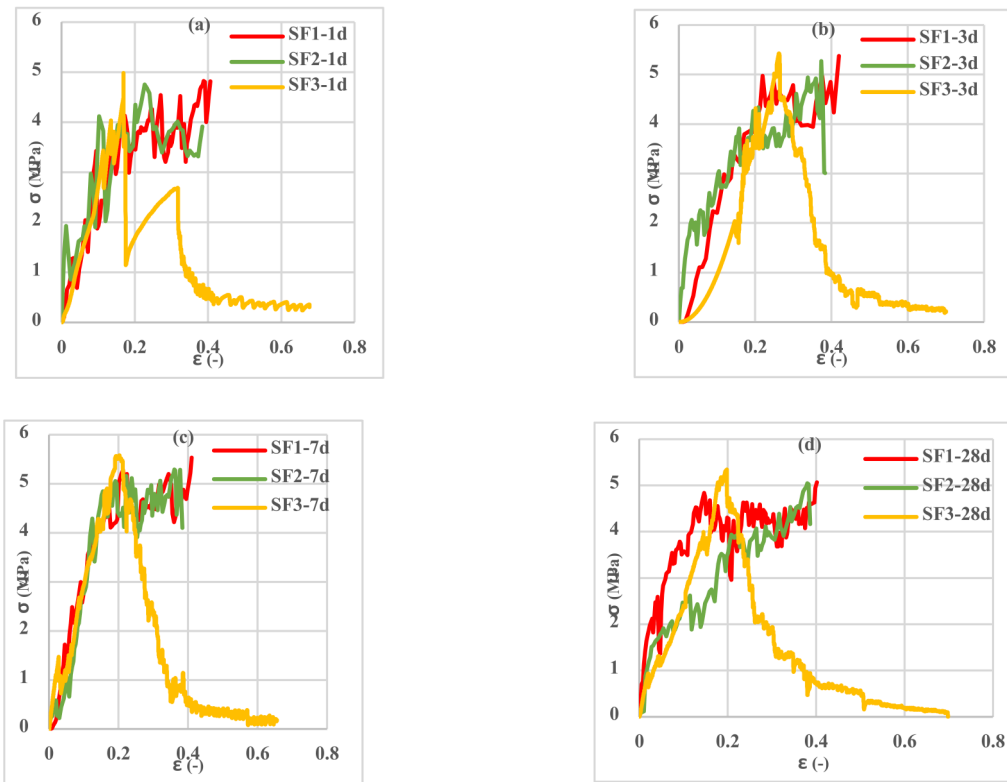 (a)
SF1-1d
SF2-1d
SF3-1d
6
5
4
3
2
1
0
σ (MPa)
0 0.2 0.4 0.6 0.8
ε (-)
(b)
SF1-3d
SF2-3d
SF3-3d
6
5
4
3
2
1
0
σ (MPa)
0 0.2 0.4 0.6 0.8
ε (-)
(c)
SF1-7d
SF2-7d
SF3-7d
6
5
4
3
2
1
0
σ (MPa)
0 0.2 0.4 0.6 0.8
ε (-)
(d)
SF1-28d
SF2-28d
SF3-28d
6
5
4
3
2
1
0
σ (MPa)
0 0.2 0.4 0.6 0.8
ε (-)